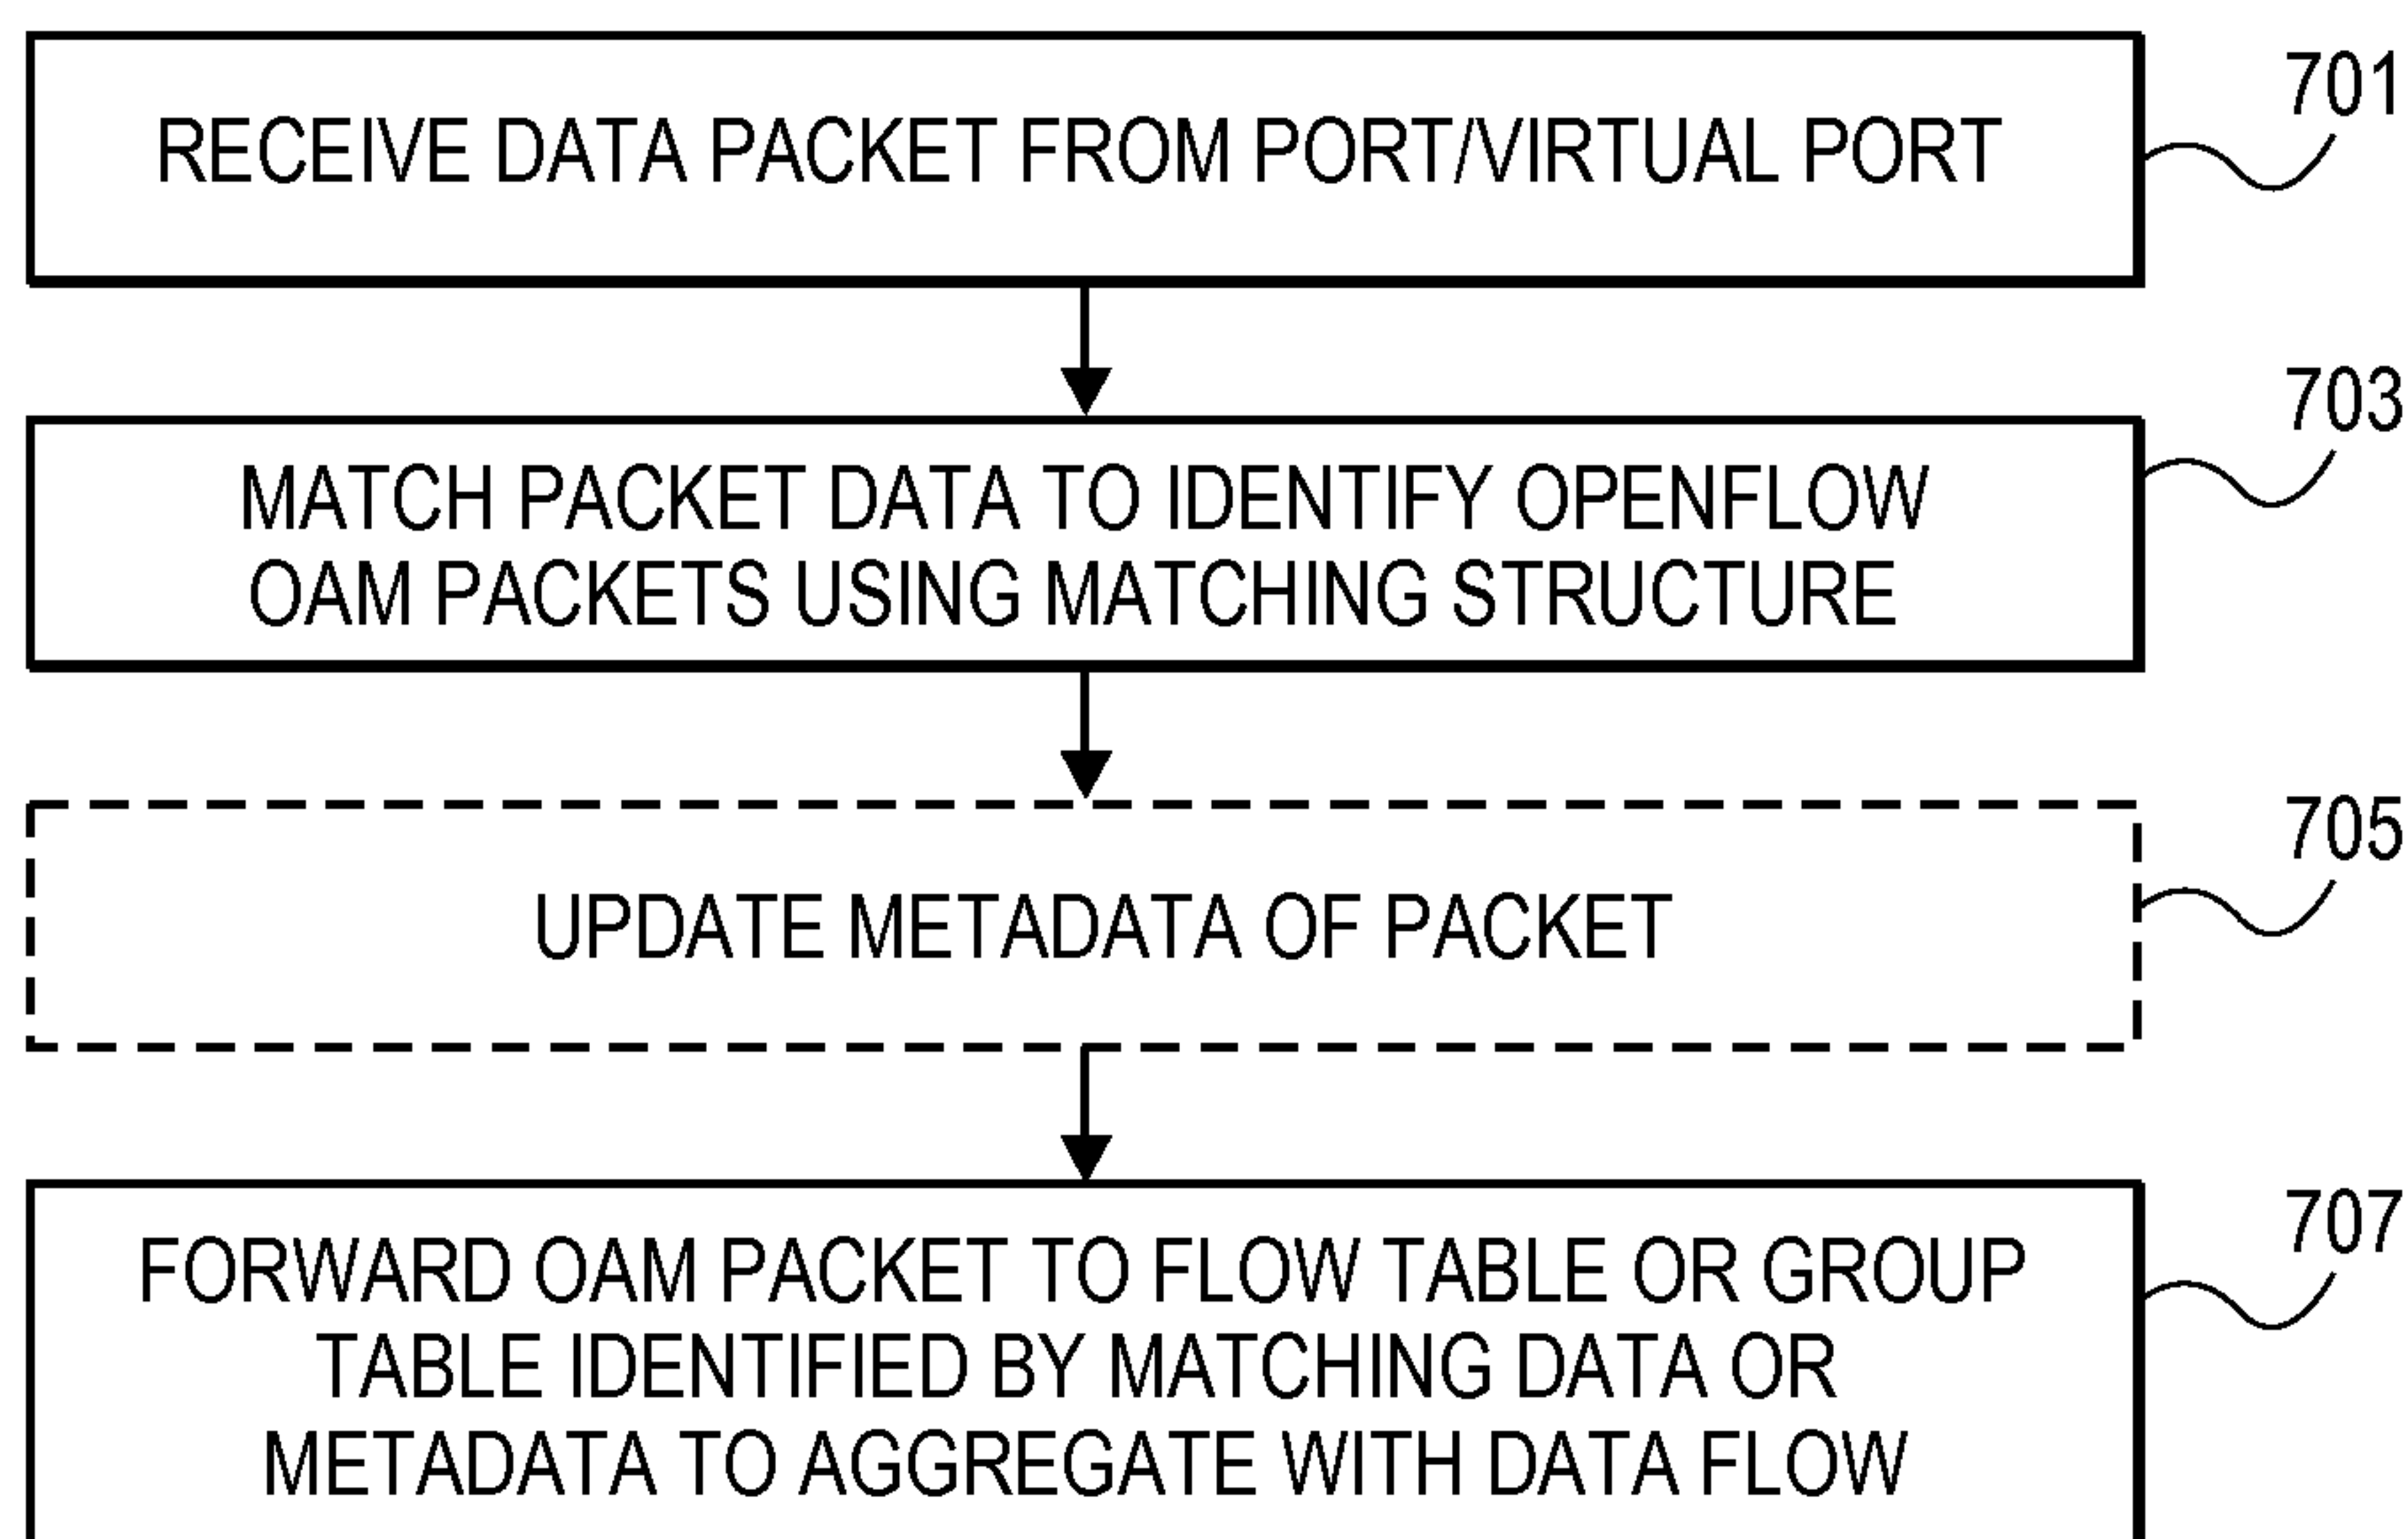 RECEIVE DATA PACKET FROM PORT/VIRTUAL PORT
701
MATCH PACKET DATA TO IDENTIFY OPENFLOW
OAM PACKETS USING MATCHING STRUCTURE
703
UPDATE METADATA OF PACKET
705
FORWARD OAM PACKET TO FLOW TABLE OR GROUP
TABLE IDENTIFIED BY MATCHING DATA OR
METADATA TO AGGREGATE WITH DATA FLOW
707